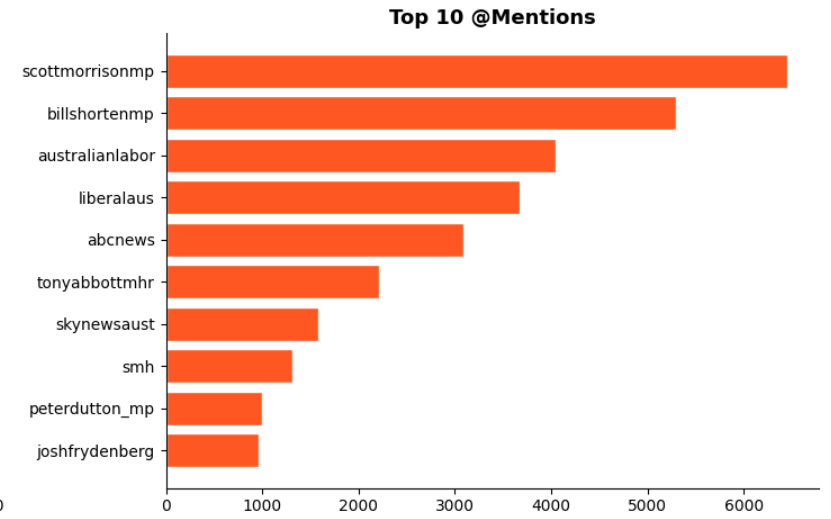 Top 10 @Mentions
scottmorrisonmp
billshortenmp
australianlabor
liberalaus
abcnews
tonyabbottmhr
skynewsaust
smh
peterdutton_mp
joshfrydenberg
0 0 1000 2000 3000 4000 5000 6000